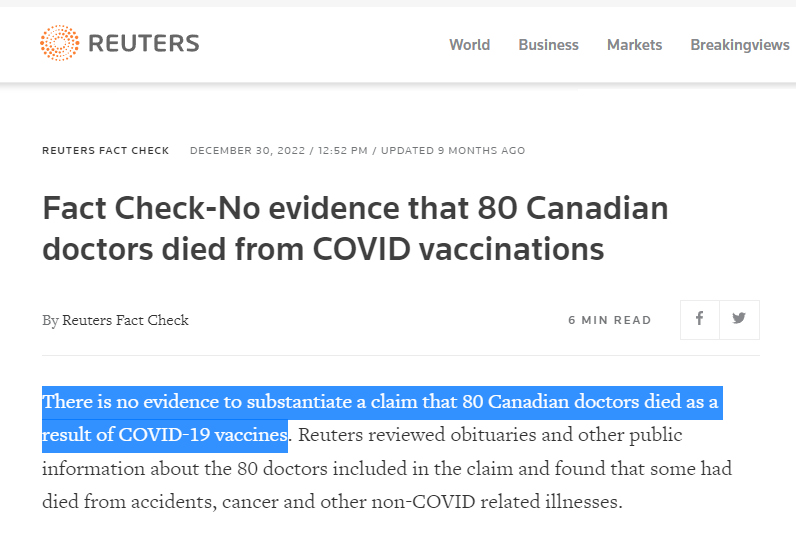 REUTERS
World Business Markets Breakingviews
REUTERS FACT CHECK DECEMBER 30, 2022 / 12:52 PM / UPDATED 9 MONTHS AGO
Fact Check-No evidence that 80 Canadian
doctors died from COVID vaccinations
By Reuters Fact Check
6 MIN READ
There is no evidence to substantiate a claim that 80 Canadian doctors died as a
result of COVID-19 vaccines. Reuters reviewed obituaries and other public
information about the 80 doctors included in the claim and found that some had
died from accidents, cancer and other non-COVID related illnesses.